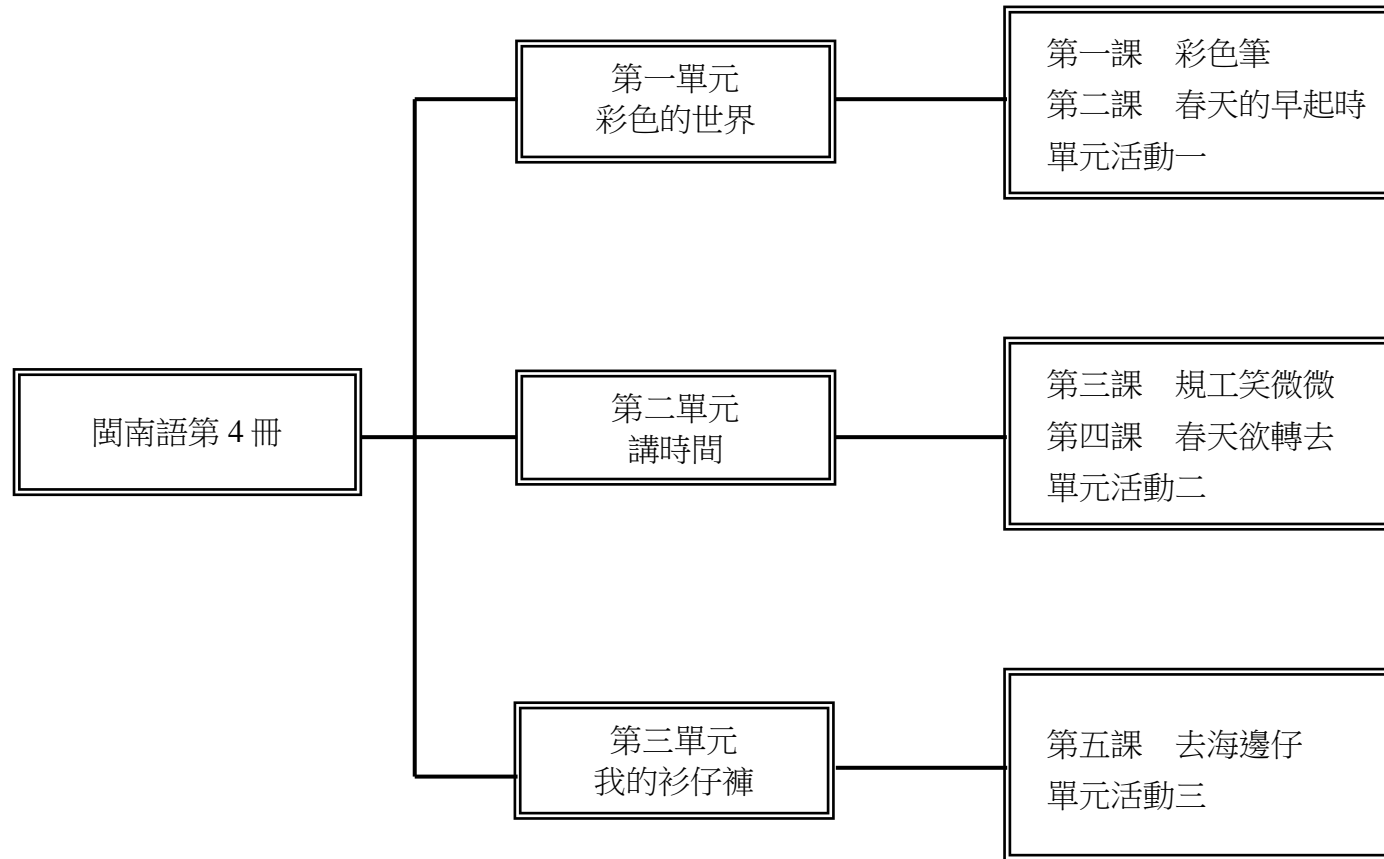 閩南語第 4 冊
第一單元
彩色的世界
第一課　彩色筆
第二課　春天的早起時
單元活動一
第二單元
講時間
第三課　規工笑微微
第四課　春天欲轉去
單元活動二
第三單元
我的衫仔褲
第五課　去海邊仔
單元活動三